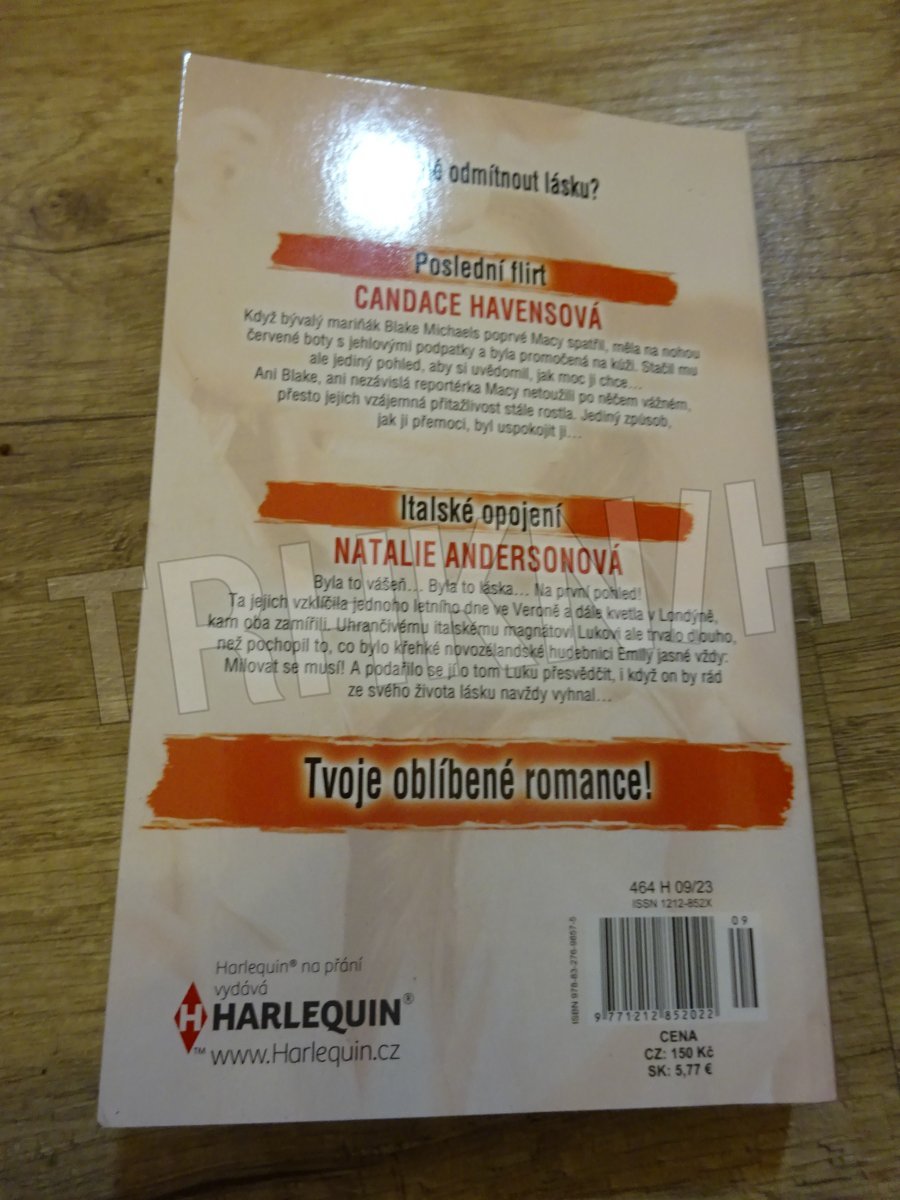 odmítnout lásku?
Poslední flirt
CANDACE HAVENSOVÁ
Když bývalý mariňák Blake Michaels poprvé Macy spatřil, měla na nohou
červené boty s jehlovými podpatky a byla promočená na kůži. Stačil mu
ale jediný pohled, aby si uvědomil, jak moc ji chce…
Ani Blake, ani nezávislá reportérka Macy netoužili po něčem vážném,
přesto jejich vzájemná přitažlivost stále rostla. Jediný způsob,
jak ji přemoci, byl uspokojit ji…
Italské opojení
NATALIE ANDERSONOVÁ
Byla to vášeň… Byla to láska… Na první pohled!
Ta jejich vzklíčila jednoho letního dne ve Veroně a dále kvetla v Londýně,
kam oba zamířili. Uhrančivému italskému magnátovi Lukovi ale trvalo dlouho,
než pochopil to, co bylo křehké novozélandské hudebnici Emily jasné vždy:
Milovat se musí! A podařilo se jí o tom Luku přesvědčit, i když on by rád
ze svého života lásku navždy vyhnal…
Tvoje oblíbené romance!
464 H 09/23
ISSN 1212-852X
09
ISBN 978-83-276-9657-5
9 771212 852022
CENA
CZ: 150 Kč
SK: 5,77 €
Harlequin® na přání
vydává
H HARLEQUIN®
™ www.Harlequin.cz